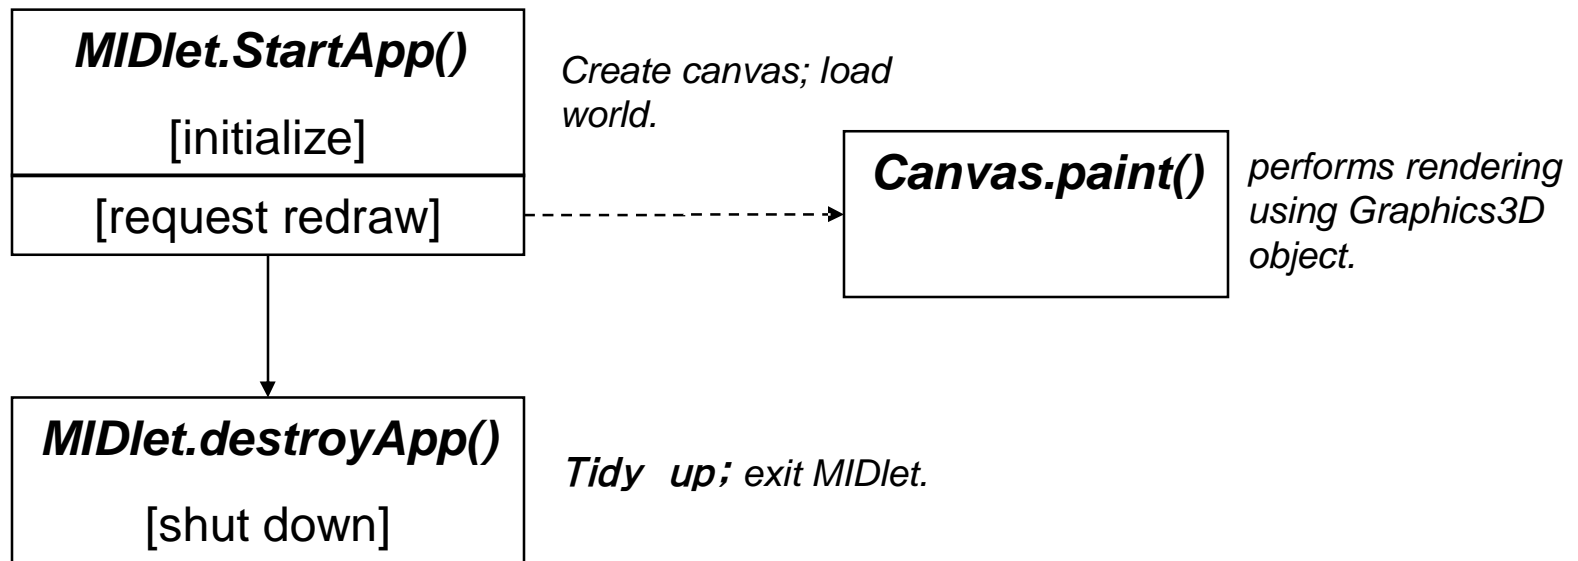 MIDlet.StartApp()
[initialize]
[request redraw]
Create canvas; load
world.
Canvas.paint()
performs rendering
using Graphics3D
object.
MIDlet.destroyApp()
[shut down]
Tidy up; exit MIDlet.